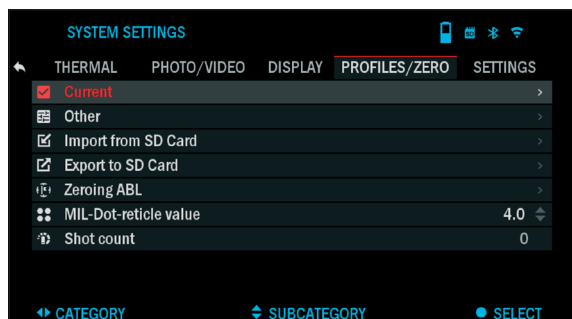 SYSTEM SETTINGS
THERMAL PHOTO/VIDEO DISPLAY PROFILES/ZERO SETTINGS
Current
Other
Import from SD Card
Export to SD Card
Zeroing ABL
MIL-Dot-reticle value 4.0
Shot count 0
CATEGORY SUBCATEGORY SELECT